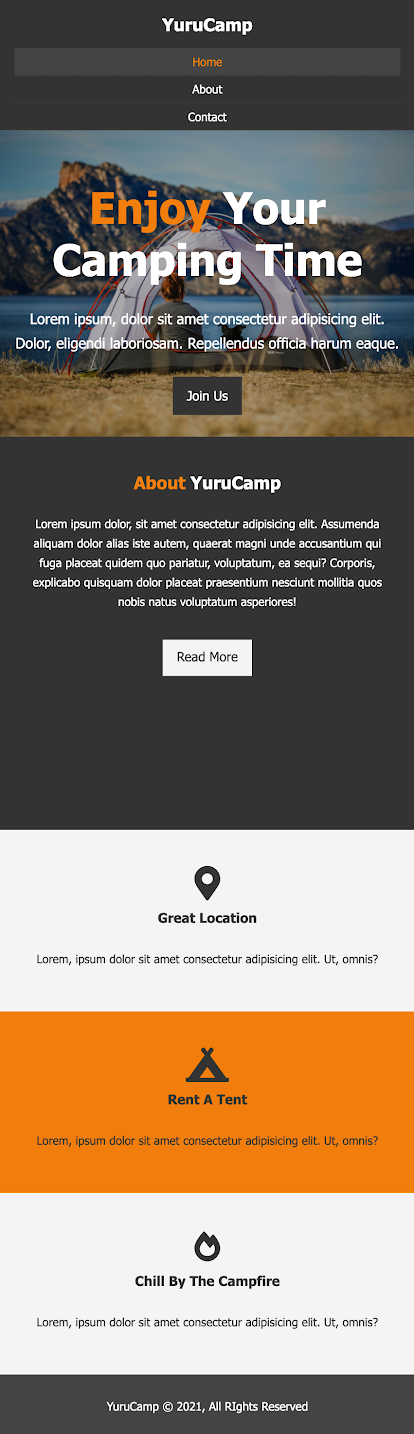 YuruCamp
Home
About
Contact
Enjoy Your
Camping Time
Lorem ipsum, dolor sit amet consectetur adipisicing elit.
Dolor, eligendi laboriosam. Repellendus officia harum eaque.
Join Us
About YuruCamp
Lorem ipsum dolor, sit amet consectetur adipisicing elit. Assumenda
aliquam dolor alias iste autem, quaerat magni unde accusantium qui
fuga placeat quidem quo pariatur, voluptatum, ea sequi? Corporis,
explicabo quisquam dolor placeat praesentium nesciunt mollitia quos
nobis natus voluptatum asperiores!
Read More
Great Location
Lorem, ipsum dolor sit amet consectetur adipisicing elit. Ut, omnis?
Rent A Tent
Lorem, ipsum dolor sit amet consectetur adipisicing elit. Ut, omnis?
Chill By The Campfire
Lorem, ipsum dolor sit amet consectetur adipisicing elit. Ut, omnis?
YuruCamp © 2021, All RIghts Reserved